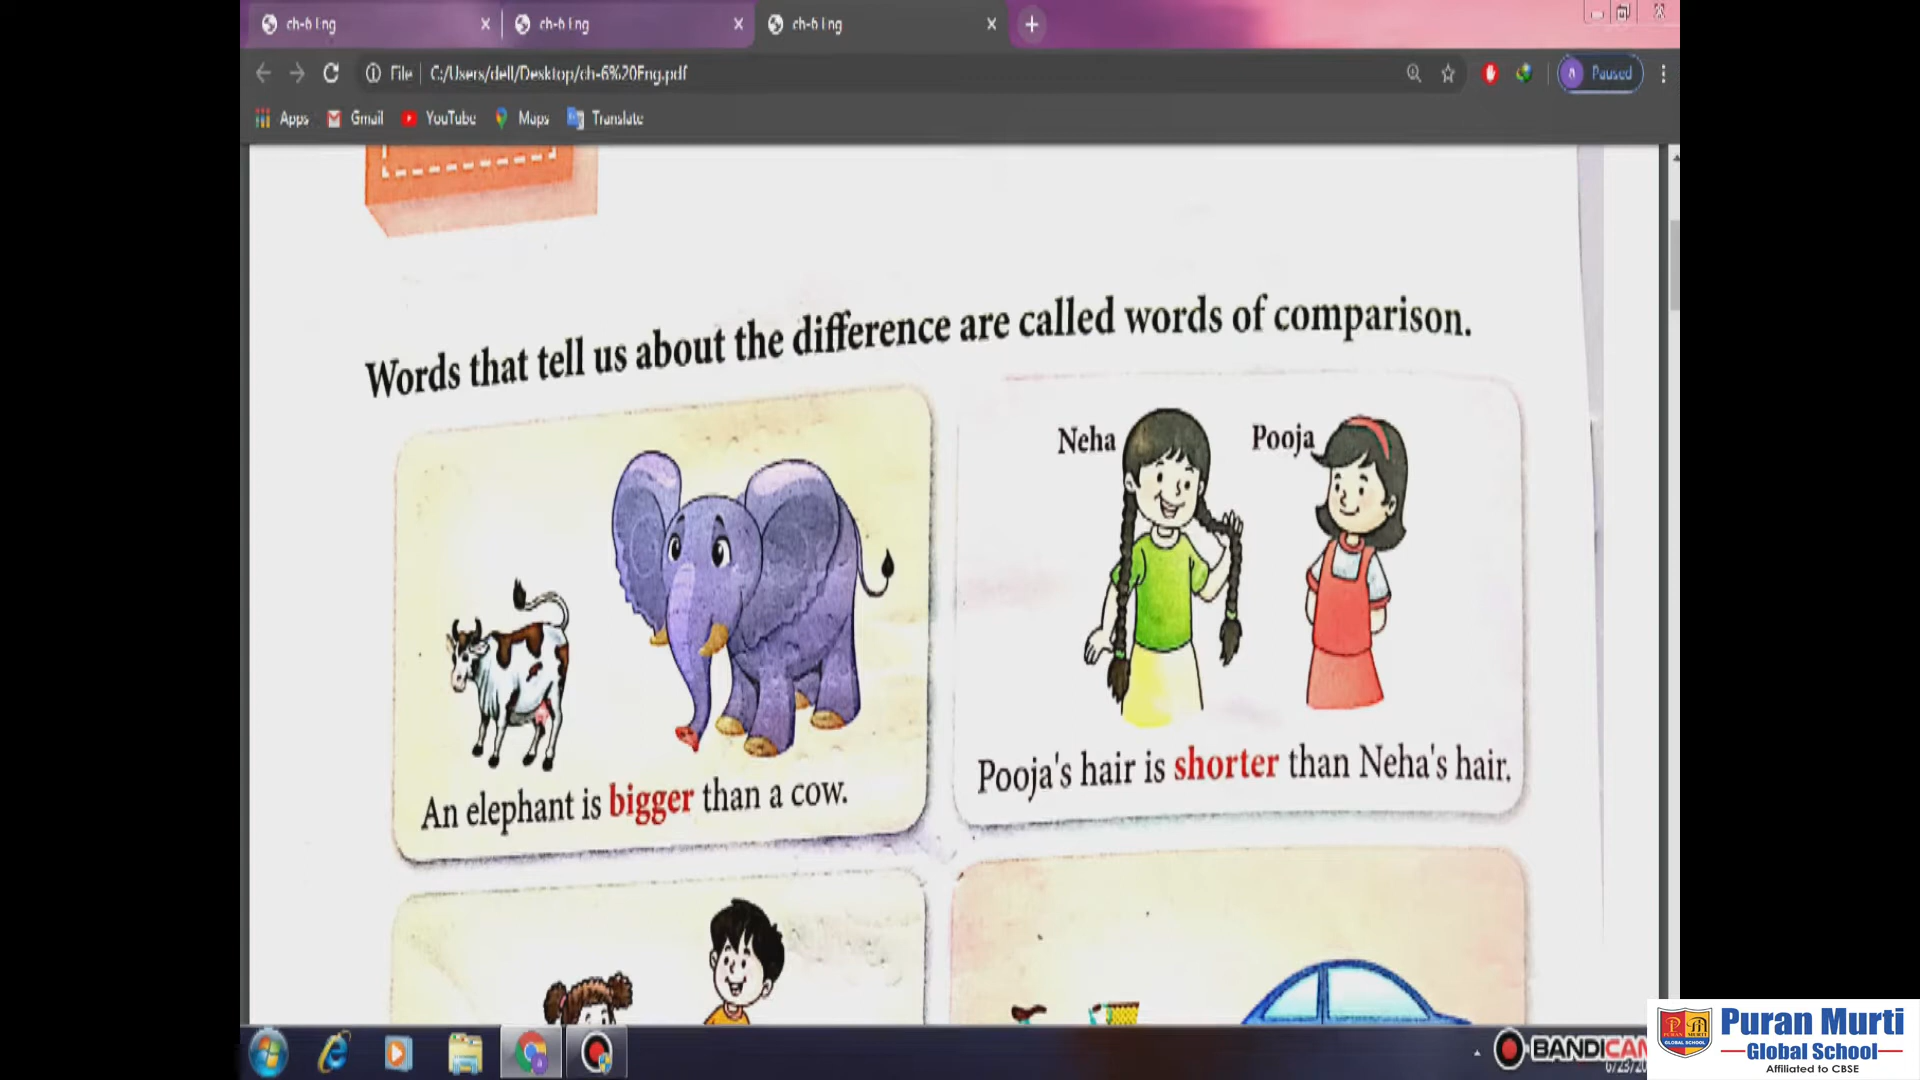 ch-6 Eng
ch-6 Eng
ch-6 Eng
File C:/Users/dell/Desktop/ch-6%20Eng.pdf
Paused
Apps Gmail YouTube Maps Translate
Words that tell us about the difference are called words of comparison.
Neha
Pooja
An elephant is bigger than a cow.
Pooja's hair is shorter than Neha's hair.
BANDICAM
Puran Murti
Global School
Affiliated to CBSE